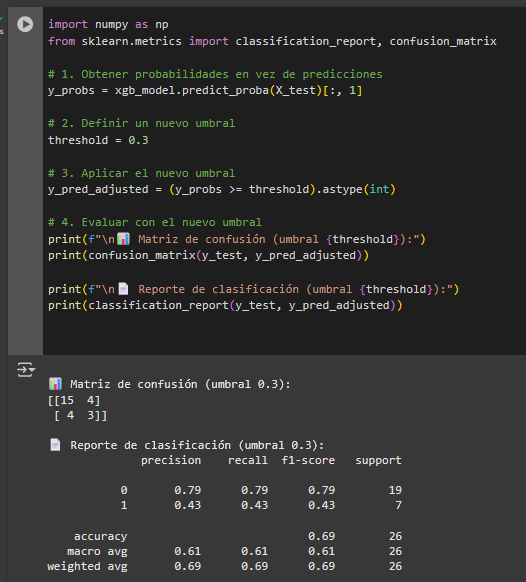 s
import numpy as np
from sklearn.metrics import classification_report, confusion_matrix
# 1. Obtener probabilidades en vez de predicciones
y_probs = xgb_model.predict_proba(X_test)[:, 1]
# 2. Definir un nuevo umbral
threshold = 0.3
# 3. Aplicar el nuevo umbral
y_pred_adjusted = (y_probs >= threshold).astype(int)
# 4. Evaluar con el nuevo umbral
print(f"\n📊 Matriz de confusión (umbral {threshold}):")
print(confusion_matrix(y_test, y_pred_adjusted))
print(f"\n📄 Reporte de clasificación (umbral {threshold}):")
print(classification_report(y_test, y_pred_adjusted))
📊 Matriz de confusión (umbral 0.3):
[[15  4]
 [ 4  3]]
📄 Reporte de clasificación (umbral 0.3):
              precision    recall  f1-score   support
           0       0.79      0.79      0.79        19
           1       0.43      0.43      0.43         7
    accuracy                           0.69        26
   macro avg       0.61      0.61      0.61        26
weighted avg       0.69      0.69      0.69        26